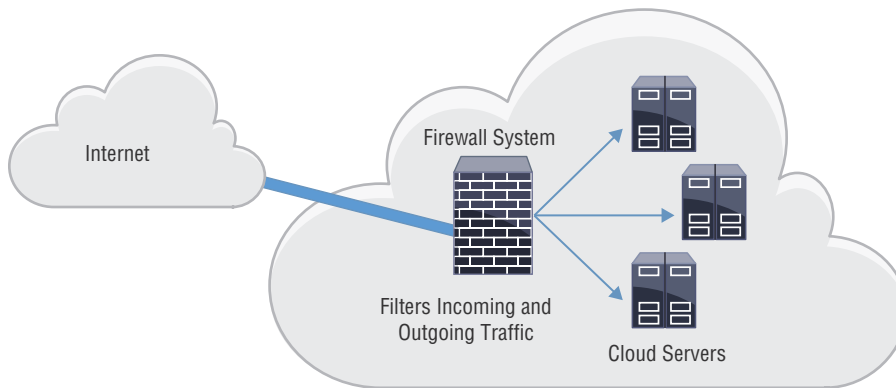 Internet
Firewall System
Filters Incoming and
Outgoing Traffic
Cloud Servers